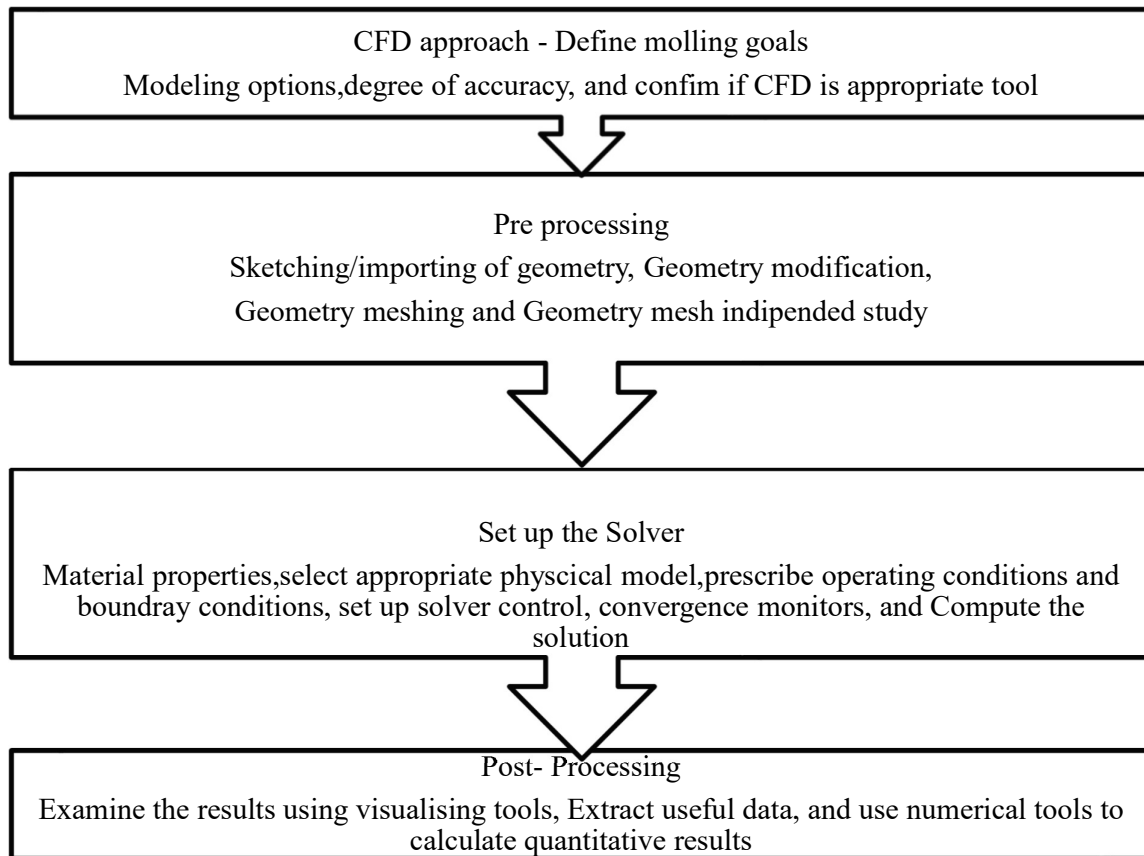 CFD approach - Define molling goals
Modeling options,degree of accuracy, and confim if CFD is appropriate tool
Pre processing
Sketching/importing of geometry, Geometry modification,
Geometry meshing and Geometry mesh indipended study
Set up the Solver
Material properties,select appropriate physcical model,prescribe operating conditions and
boundray conditions, set up solver control, convergence monitors, and Compute the
solution
Post- Processing
Examine the results using visualising tools, Extract useful data, and use numerical tools to
calculate quantitative results